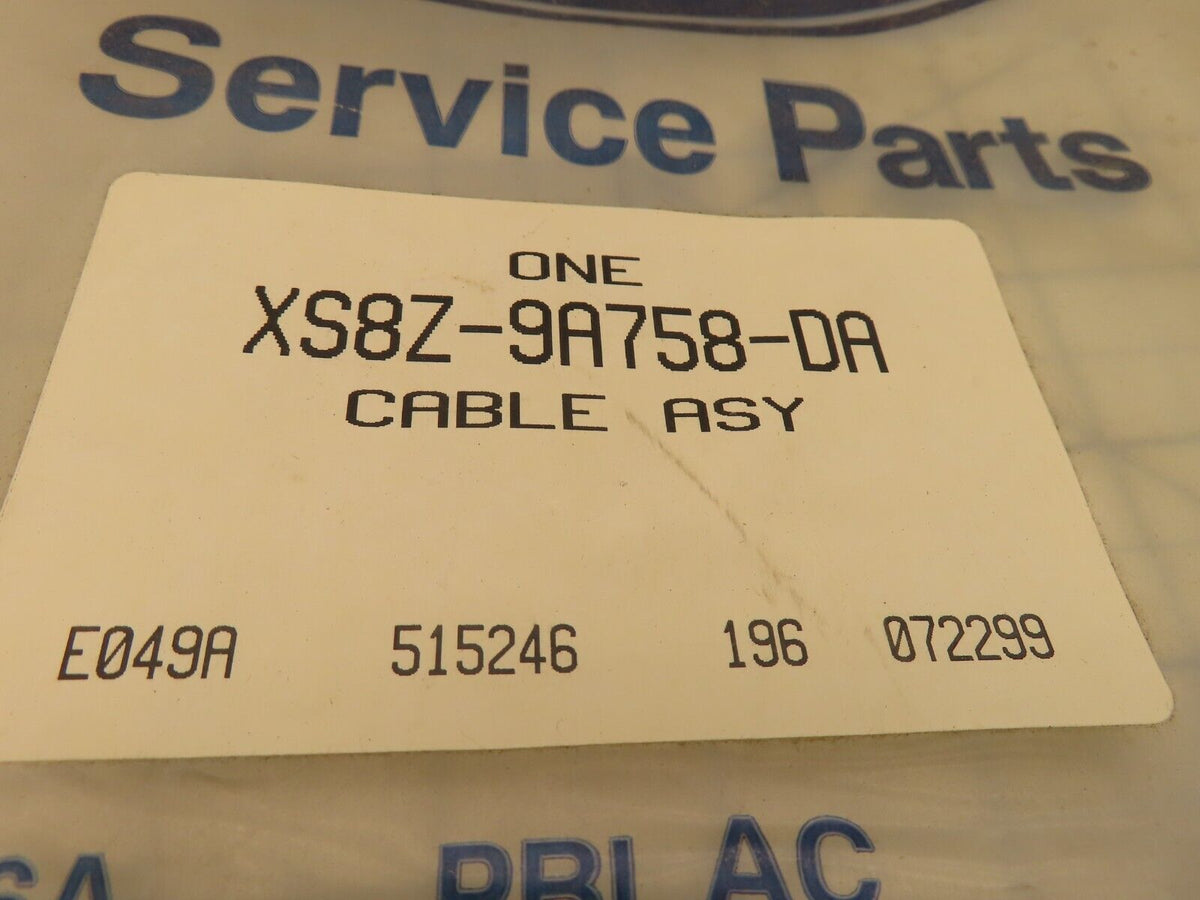 Service Parts
ONE
XS8Z-9A758-DA
CABLE ASY
E049A 515246 196 072299